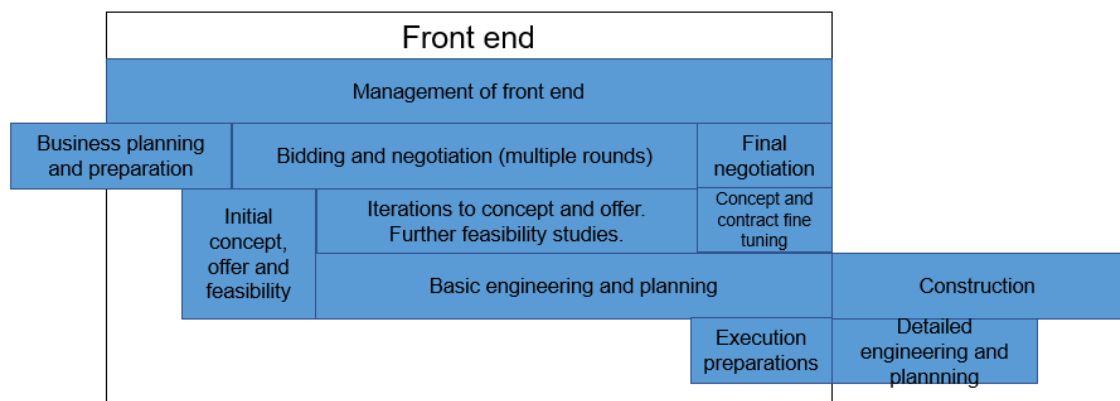 Front end
Management of front end
Business planning
and preparation
Bidding and negotiation (multiple rounds)
Final
negotiation
Initial
concept,
offer and
feasibility
Iterations to concept and offer.
Further feasibility studies.
Concept and
contract fine
tuning
Basic engineering and planning
Construction
Execution
preparations
Detailed
engineering and
plannning